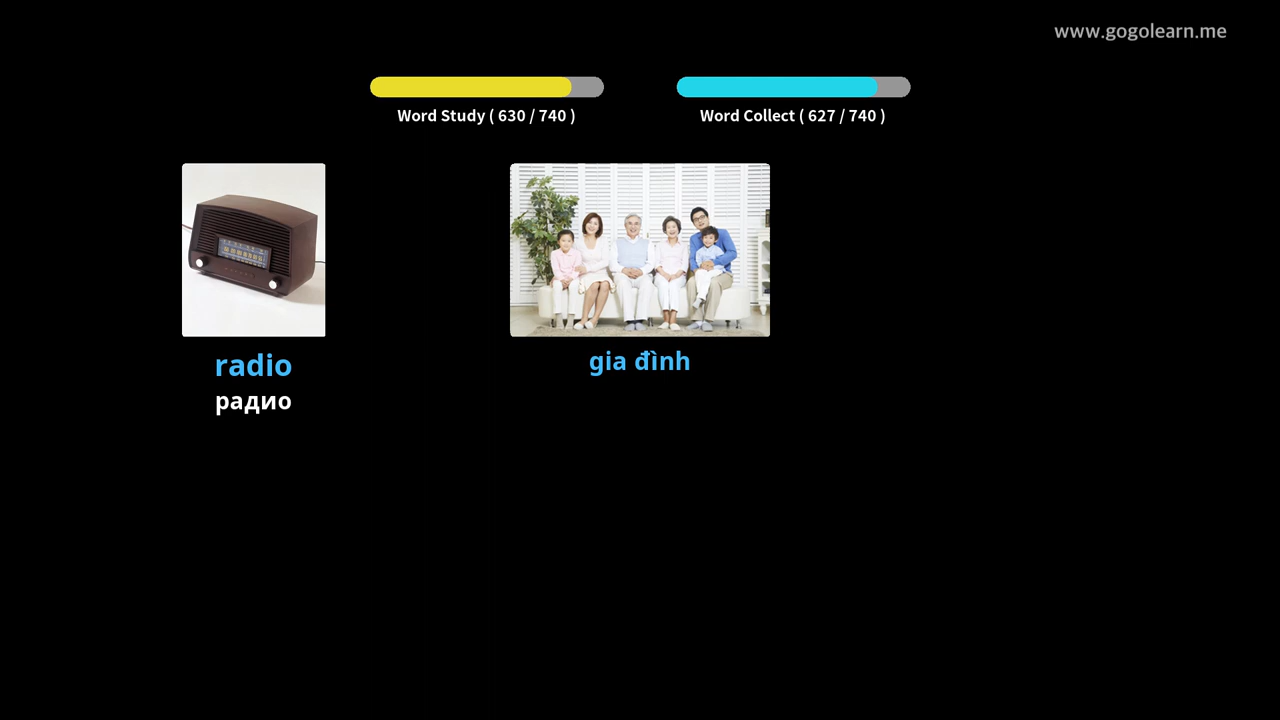 www.gogolearn.me
Word Study ( 630 / 740 )
Word Collect ( 627 / 740 )
radio
радио
gia đình